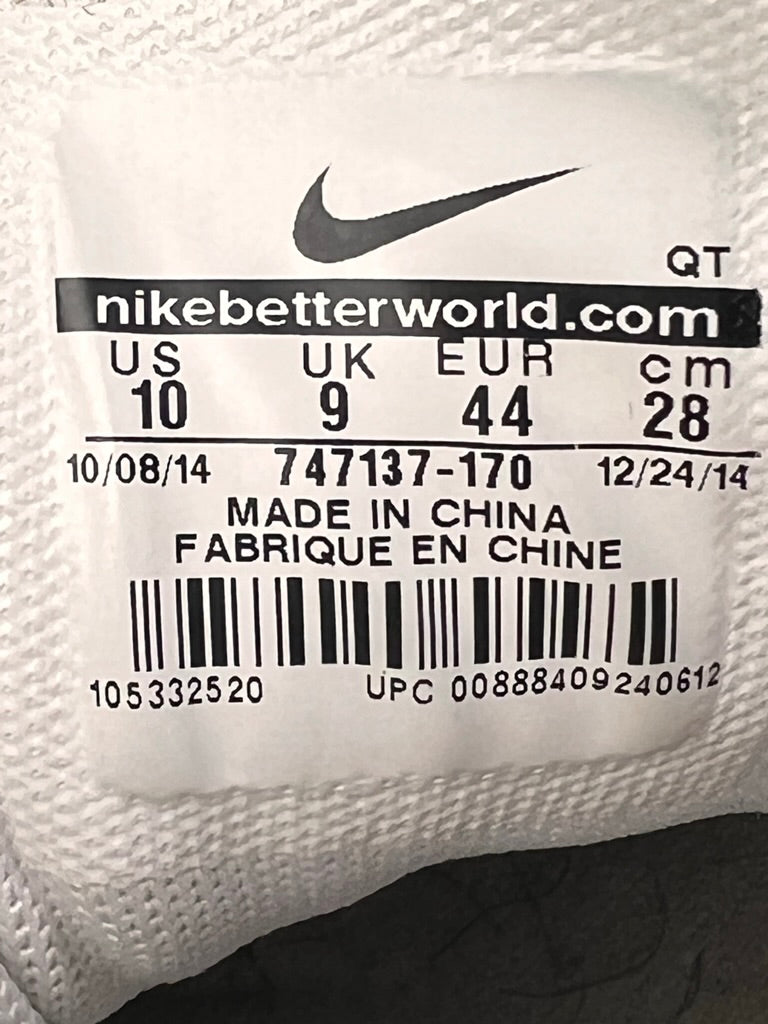 QT
nikebetterworld.com
US UK EUR cm
10 9 44 28
10/08/14 747137-170 12/24/14
MADE IN CHINA
FABRIQUE EN CHINE
105332520 UPC 00888409240612